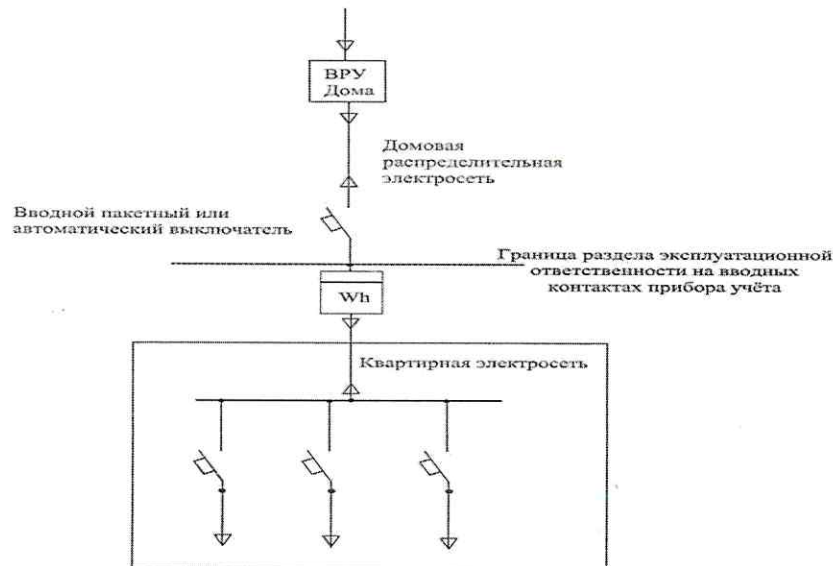 ВРУ
Дома
Домовая
распределительная
электросеть
Вводной пакетный или
автоматический выключатель
Граница раздела эксплуатационной
ответственности на вводных
контактах прибора учёта
Wh
Квартирная электросеть